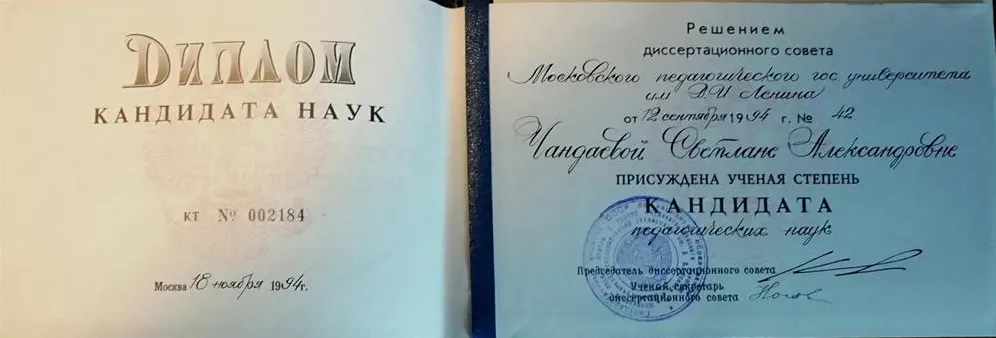 Диплом
КАНДИДАТА НАУК
КТ № 002184
Москва 18 ноября 1994г.
Решением
диссертационного совета
Московского педагогического гос. университета
им В.И Ленина
от 12 сентября 1994 г. № 42
Чандаевой Светлане Александровне
ПРИСУЖДЕНА УЧЕНАЯ СТЕПЕНЬ
КАНДИДАТА
педагогических наук
Председатель диссертационного совета
Ученый секретарь
диссертационного совета